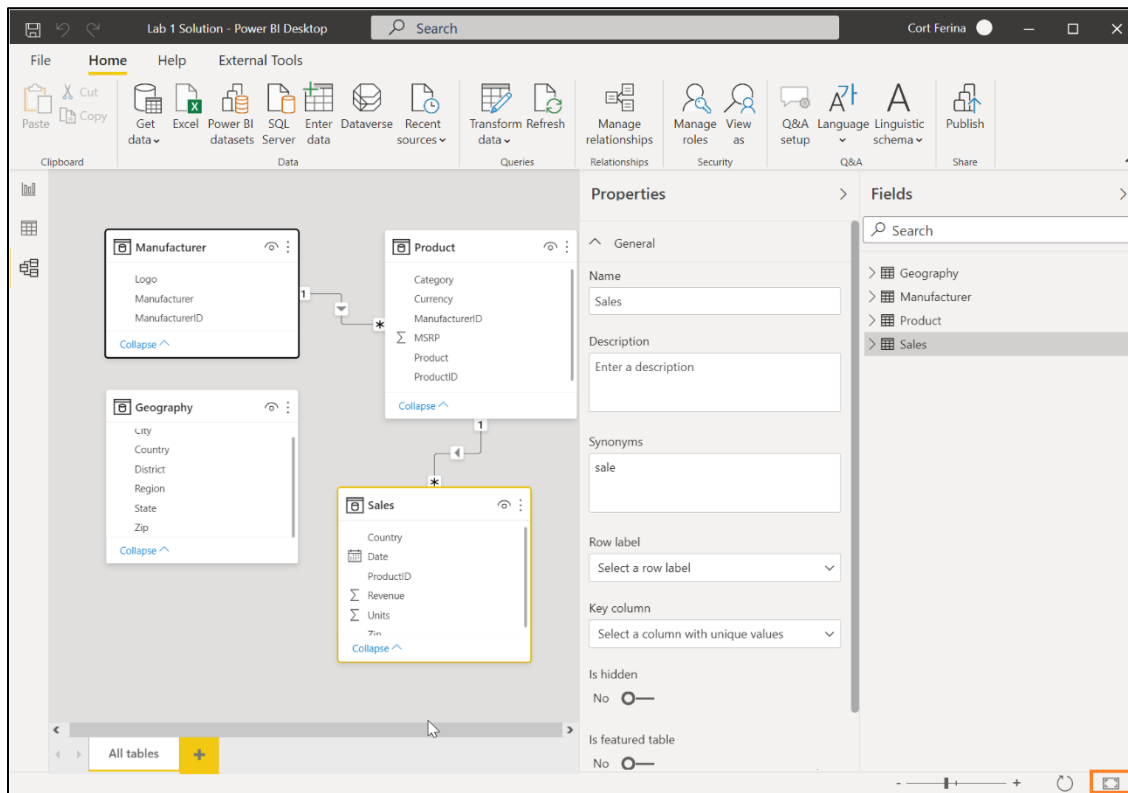 Lab 1 Solution - Power BI Desktop
Search
Cort Ferina
File Home Help External Tools
Paste
Cut
Copy
Get data
Excel
Power BI datasets
SQL Server
Enter data
Dataverse
Recent sources
Transform data
Refresh
Manage relationships
Manage roles
View as
Q&A setup
Language
Linguistic schema
Publish
Clipboard
Data
Queries
Relationships
Security
Q&A
Share
Manufacturer
Logo
Manufacturer
ManufacturerID
Collapse
1
*
Product
Category
Currency
ManufacturerID
MSRP
Product
ProductID
Collapse
1
*
Geography
City
Country
District
Region
State
Zip
Collapse
Sales
Country
Date
ProductID
Revenue
Units
Zip
Collapse
All tables
+
Properties
General
Name
Sales
Description
Enter a description
Synonyms
sale
Row label
Select a row label
Key column
Select a column with unique values
Is hidden
No
Is featured table
No
Fields
Search
Geography
Manufacturer
Product
Sales
- +